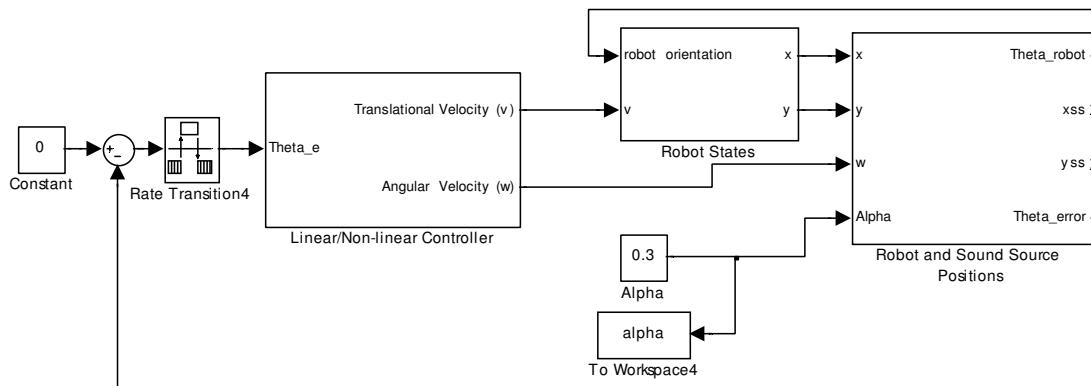 0
Constant
+
−
Rate Transition4
Theta_e
Translational Velocity (v)
Angular Velocity (w)
Linear/Non-linear Controller
robot orientation
v
x
y
Robot States
0.3
Alpha
alpha
To Workspace4
x
y
w
Alpha
Theta_robot
xss
yss
Theta_error
Robot and Sound Source
Positions